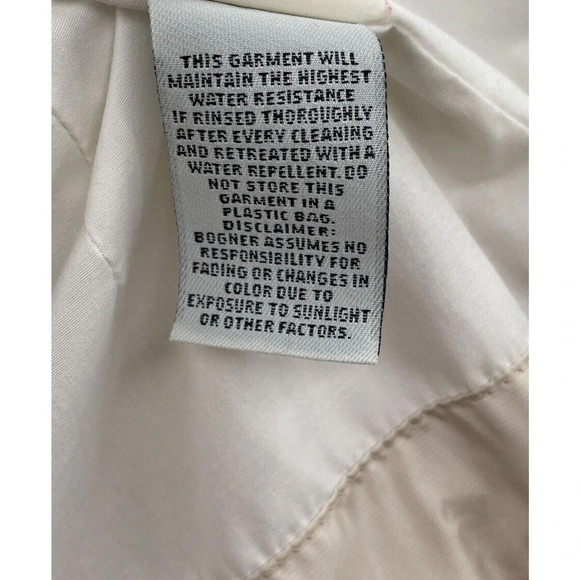 THIS GARMENT WILL
MAINTAIN THE HIGHEST
WATER RESISTANCE
IF RINSED THOROUGHLY
AFTER EVERY CLEANING
AND RETREATED WITH A
WATER REPELLENT. DO
NOT STORE THIS
GARMENT IN A
PLASTIC BAG.
DISCLAIMER:
BOGNER ASSUMES NO
RESPONSIBILITY FOR
FADING OR CHANGES IN
COLOR DUE TO
EXPOSURE TO SUNLIGHT
OR OTHER FACTORS.